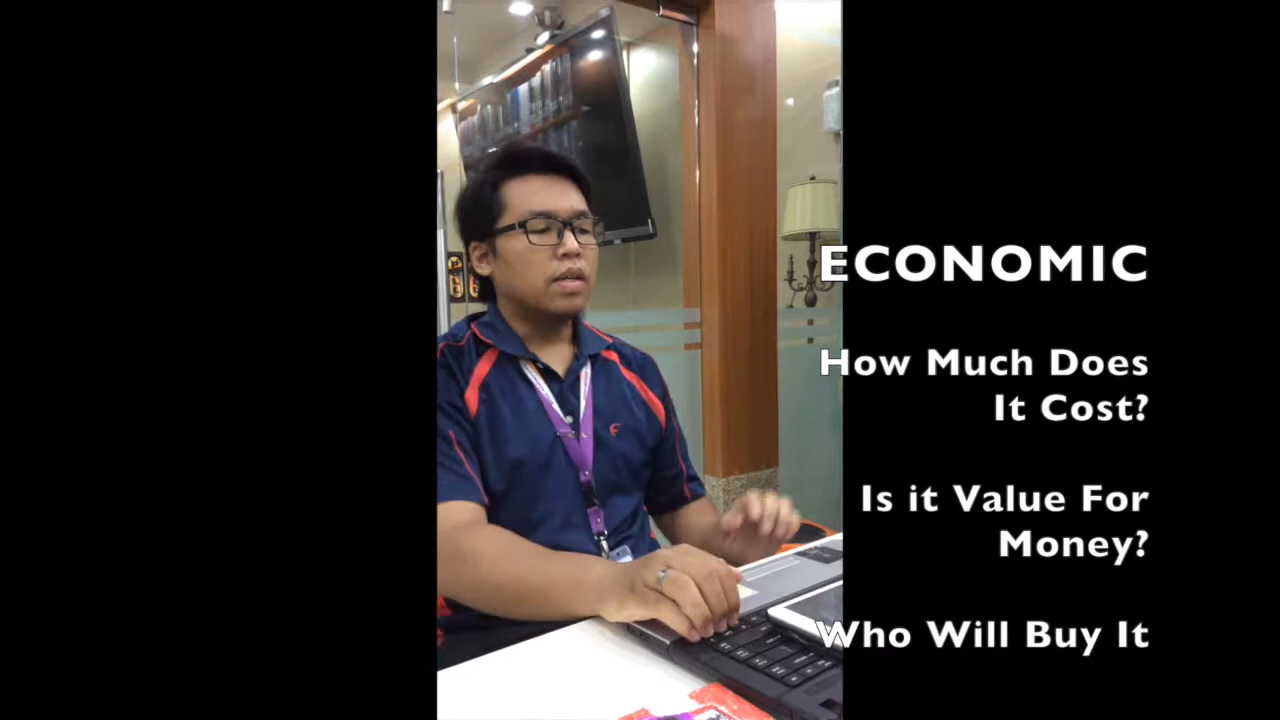 ECONOMIC
How Much Does
It Cost?
Is it Value For
Money?
Who Will Buy It